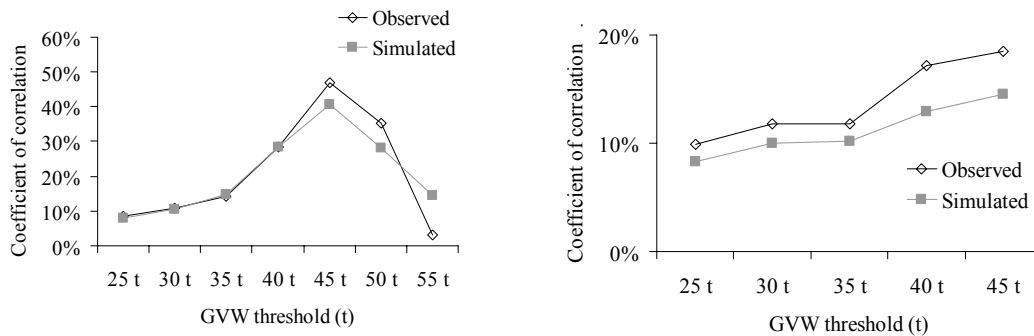 Coefficient of correlation
60%
50%
40%
30%
20%
10%
0%
Observed
Simulated
25 t 30 t 35 t 40 t 45 t 50 t 55 t
GVW threshold (t)
Coefficient of correlation
20%
10%
0%
Observed
Simulated
25 t 30 t 35 t 40 t 45 t
GVW threshold (t)